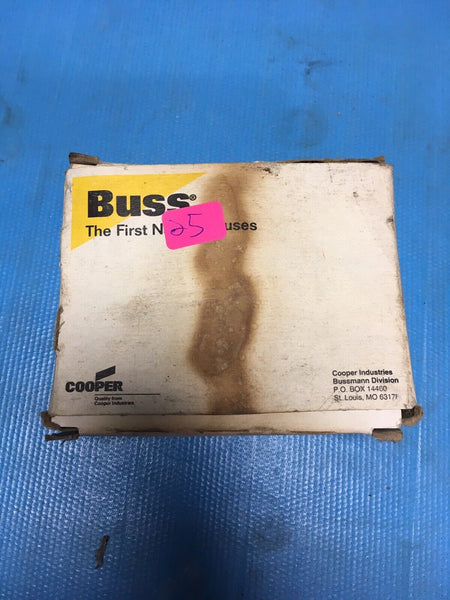 Buss®
25
The First N uses
COOPER
Quality from
Cooper Industries
Cooper Industries
Bussmann Division
P.O. BOX 14460
St. Louis, MO 63178